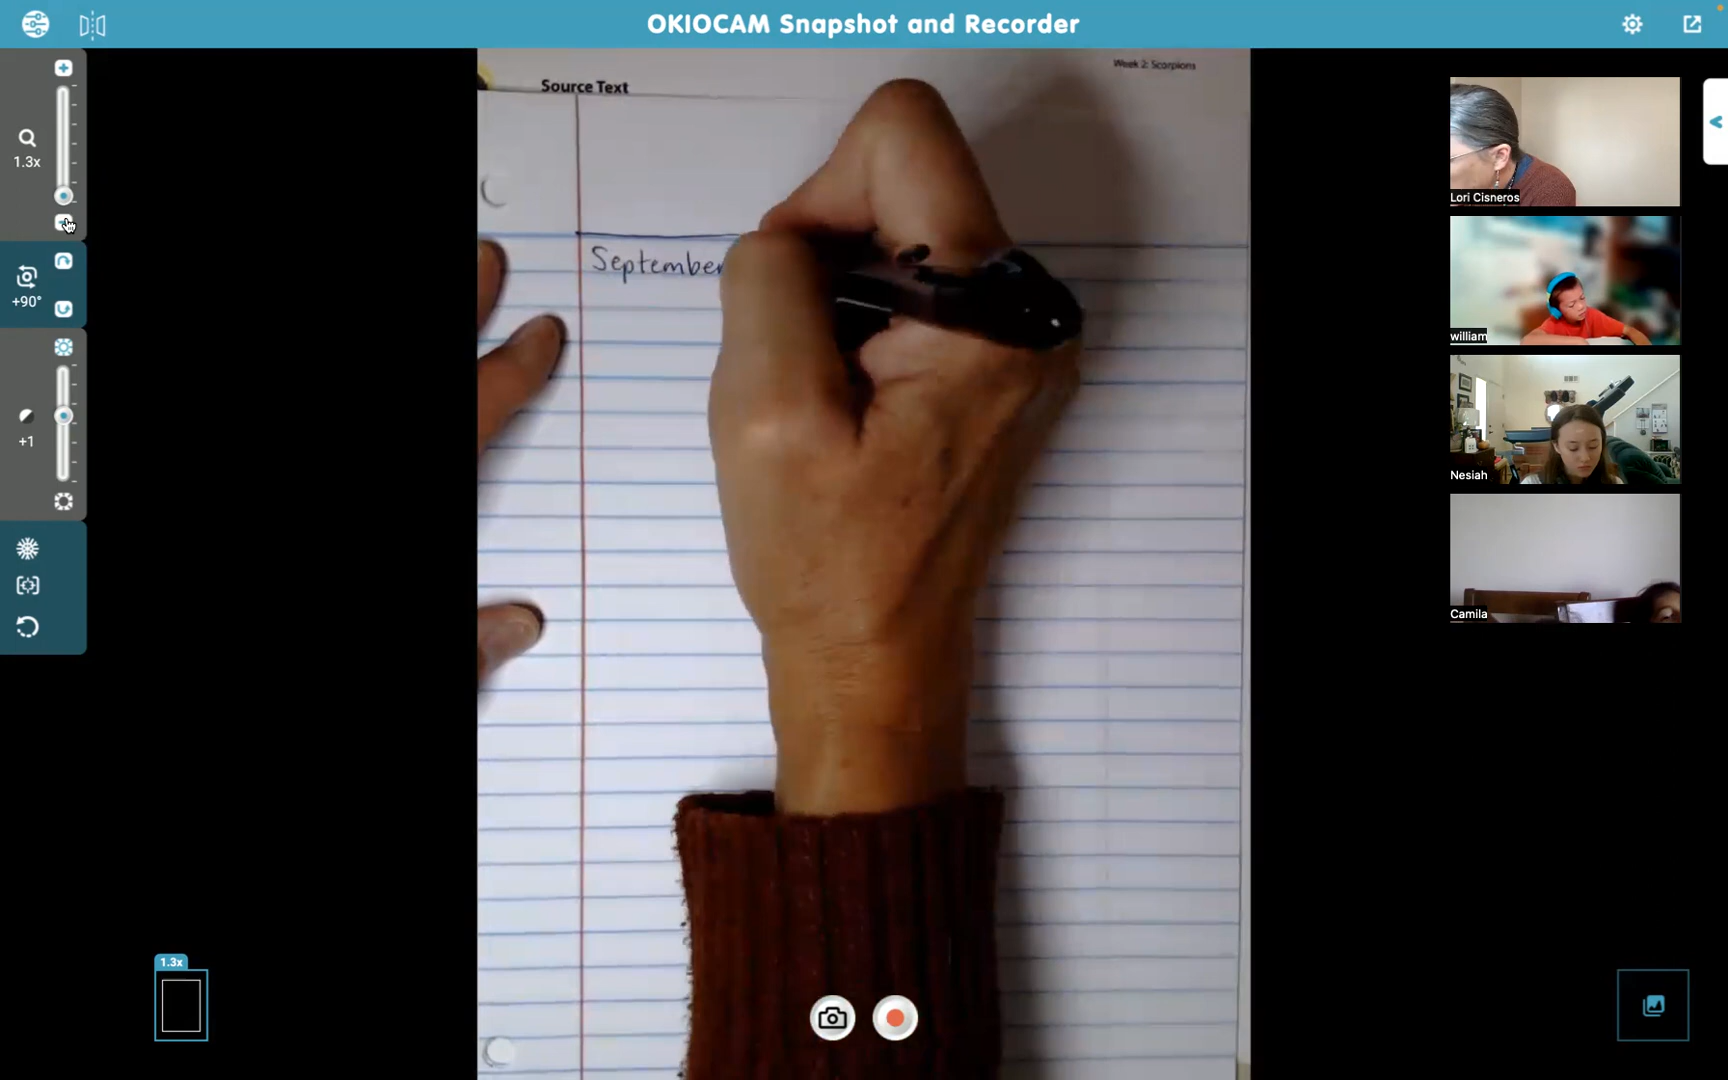 OKIOCAM Snapshot and Recorder
Week 2: Scorpions
Source Text
September
1.3x
+90°
+1
1.3x
Lori Cisneros
william
Nesiah
Camila